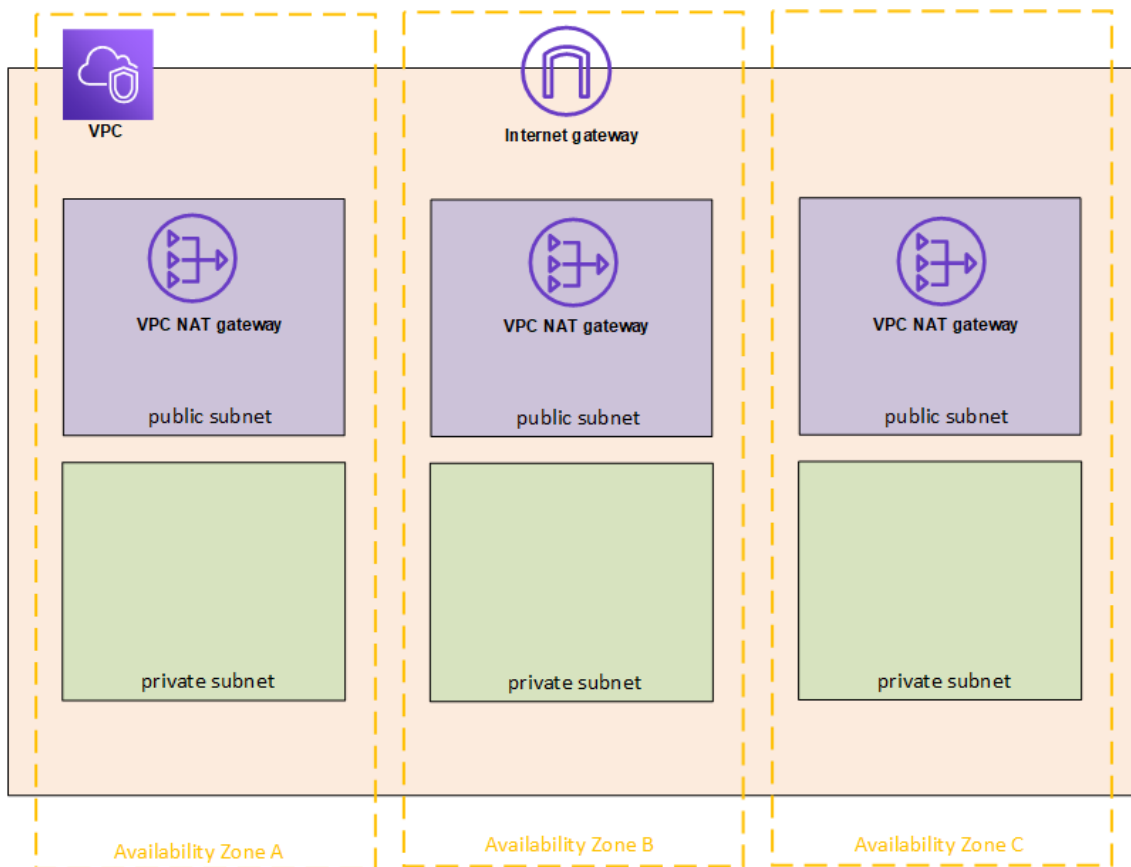 VPC
Internet gateway
VPC NAT gateway
VPC NAT gateway
VPC NAT gateway
public subnet
public subnet
public subnet
private subnet
private subnet
private subnet
Availability Zone A
Availability Zone B
Availability Zone C